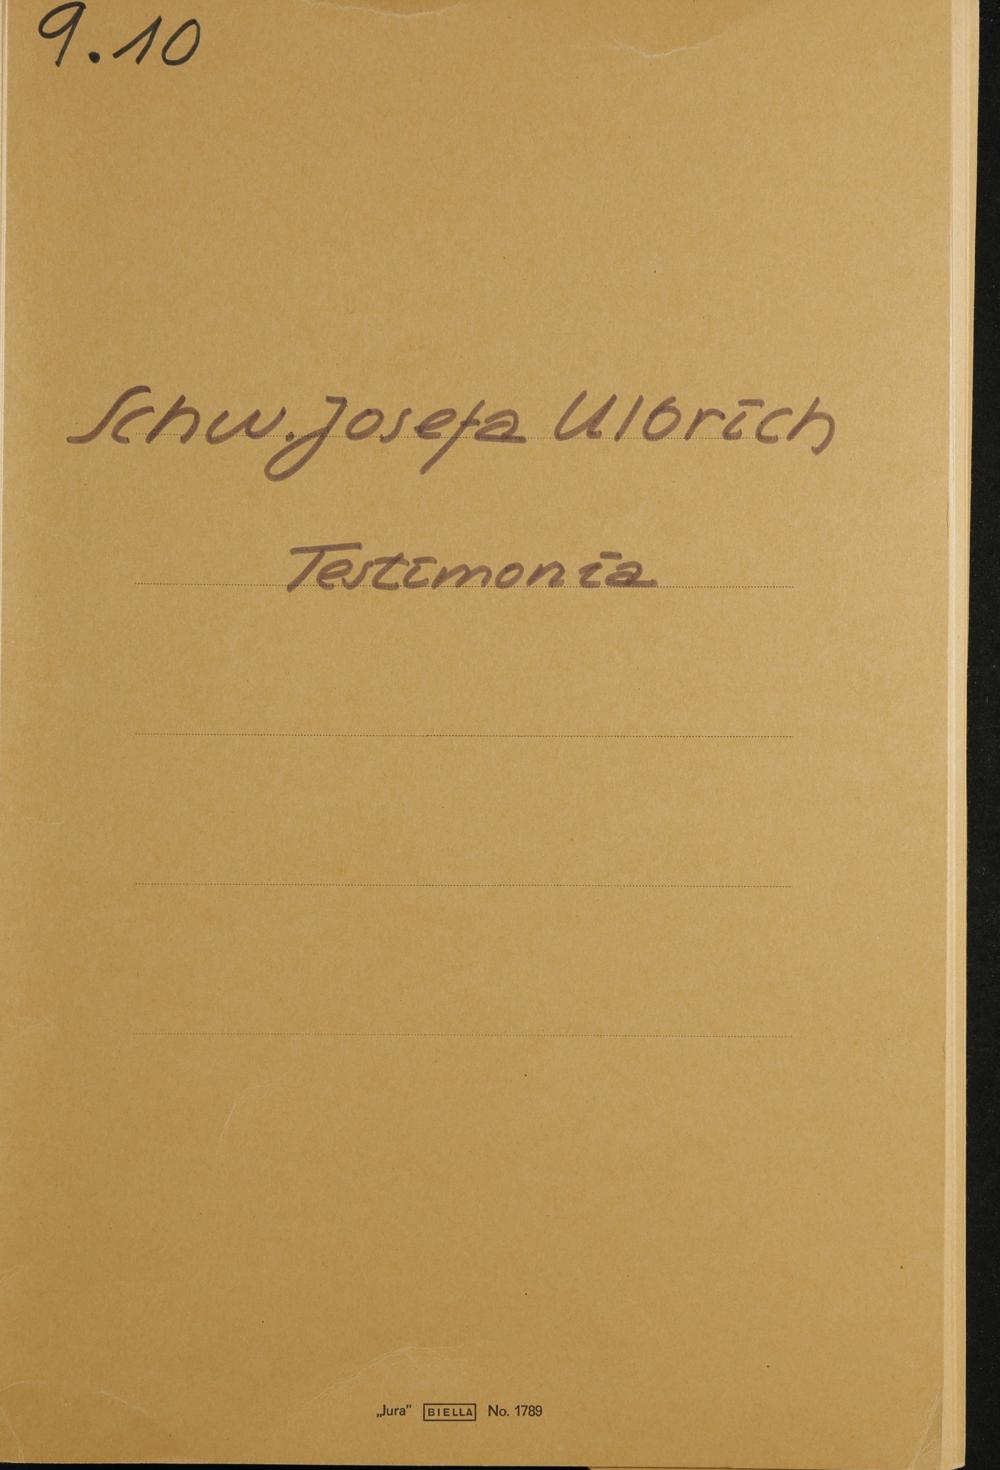 9.10
Schw. Josefa Ulbrich
Testimonia
„Jura" BIELLA No. 1789